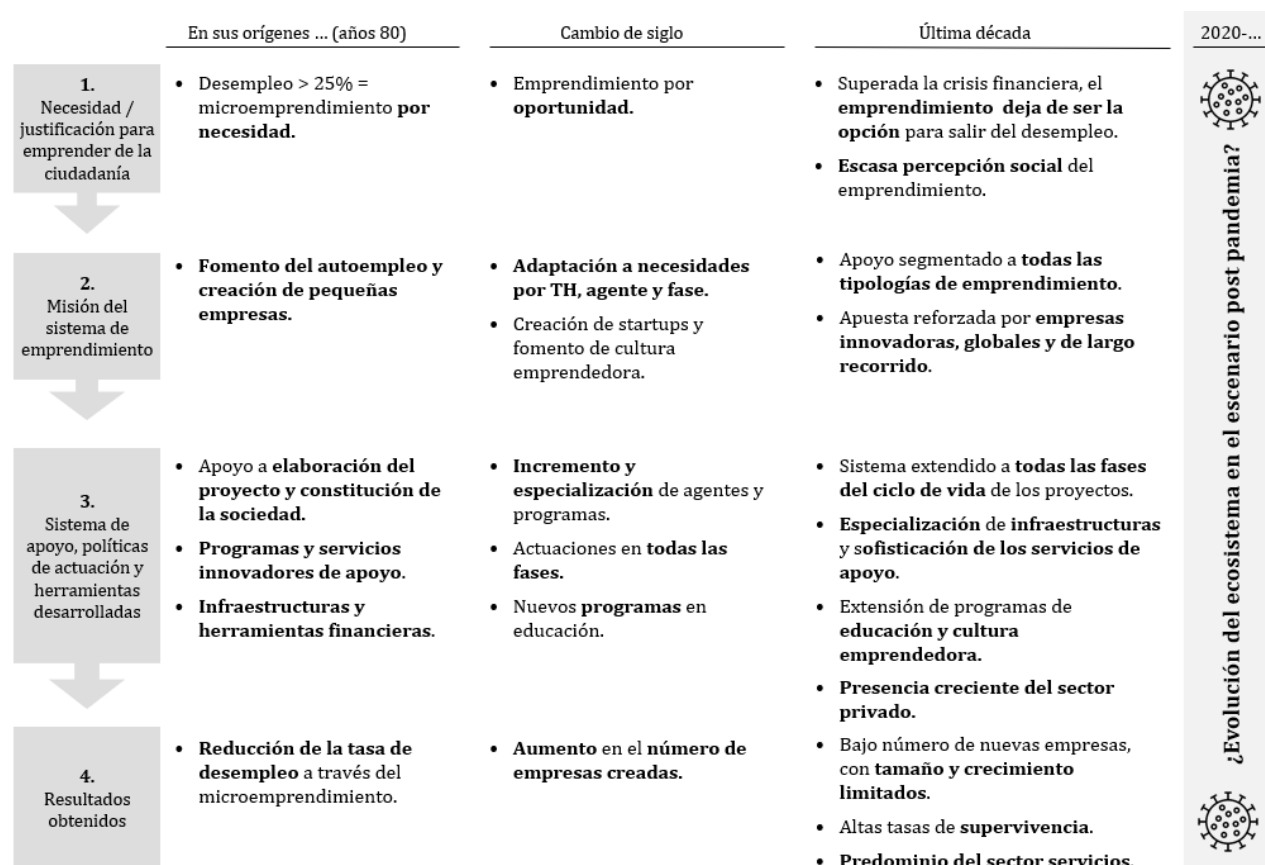 En sus orígenes ... (años 80)
Cambio de siglo
Última década
2020-...
1.
Necesidad /
justificación para
emprender de la
ciudadanía
• Desempleo > 25% =
microemprendimiento por
necesidad.
• Emprendimiento por
oportunidad.
• Superada la crisis financiera, el
emprendimiento deja de ser la
opción para salir del desempleo.
• Escasa percepción social del
emprendimiento.
2.
Misión del
sistema de
emprendimiento
• Fomento del autoempleo y
creación de pequeñas
empresas.
• Adaptación a necesidades
por TH, agente y fase.
• Creación de startups y
fomento de cultura
emprendedora.
• Apoyo segmentado a todas las
tipologías de emprendimiento.
• Apuesta reforzada por empresas
innovadoras, globales y de largo
recorrido.
3.
Sistema de
apoyo, políticas
de actuación y
herramientas
desarrolladas
• Apoyo a elaboración del
proyecto y constitución de
la sociedad.
• Programas y servicios
innovadores de apoyo.
• Infraestructuras y
herramientas financieras.
• Incremento y
especialización de agentes y
programas.
• Actuaciones en todas las
fases.
• Nuevos programas en
educación.
• Sistema extendido a todas las fases
del ciclo de vida de los proyectos.
• Especialización de infraestructuras
y sofisticación de los servicios de
apoyo.
• Extensión de programas de
educación y cultura
emprendedora.
• Presencia creciente del sector
privado.
4.
Resultados
obtenidos
• Reducción de la tasa de
desempleo a través del
microemprendimiento.
• Aumento en el número de
empresas creadas.
• Bajo número de nuevas empresas,
con tamaño y crecimiento
limitados.
• Altas tasas de supervivencia.
• Predominio del sector servicios.
¿Evolución del ecosistema en el escenario post pandemia?